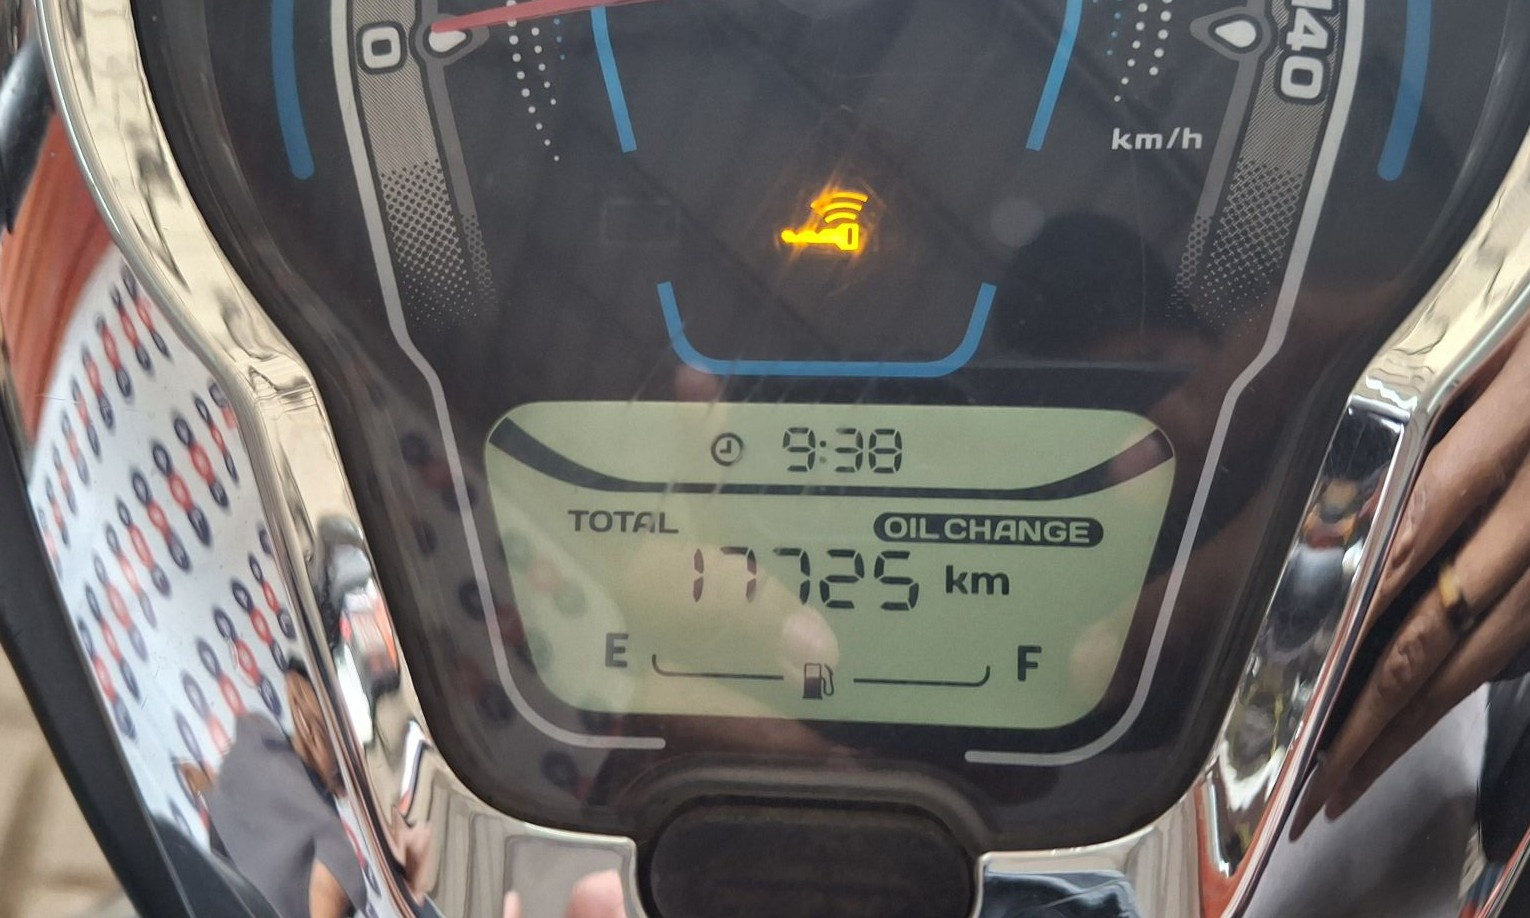 0
140
km/h
9:38
TOTAL
OIL CHANGE
17725 km
E
F